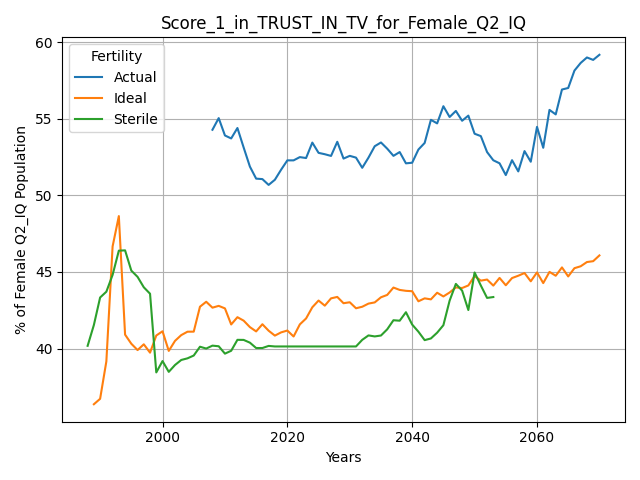 Score_1_in_TRUST_IN_TV_for_Female_Q2_IQ
Fertility
Actual
Ideal
Sterile
% of Female Q2_IQ Population
60
55
50
45
40
2000
2020
2040
2060
Years